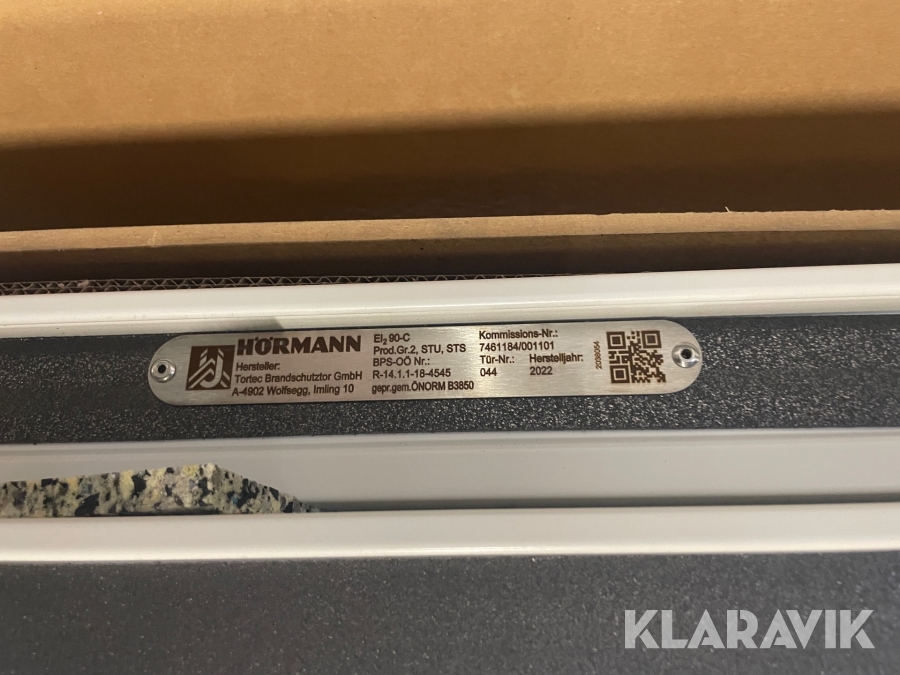 HÖRMANN
Hersteller:
Tortec Brandschutztor GmbH
A-4902 Wolfsegg, Imling 10
EI₂ 90-C
Prod.Gr.2, STU, STS
BPS-OÖ Nr.:
R-14.1.1-18-4545
gepr.gem.ÖNORM B3850
Kommissions-Nr.:
7461184/001101
Tür-Nr.: Herstelljahr:
044 2022
KLARAVIK